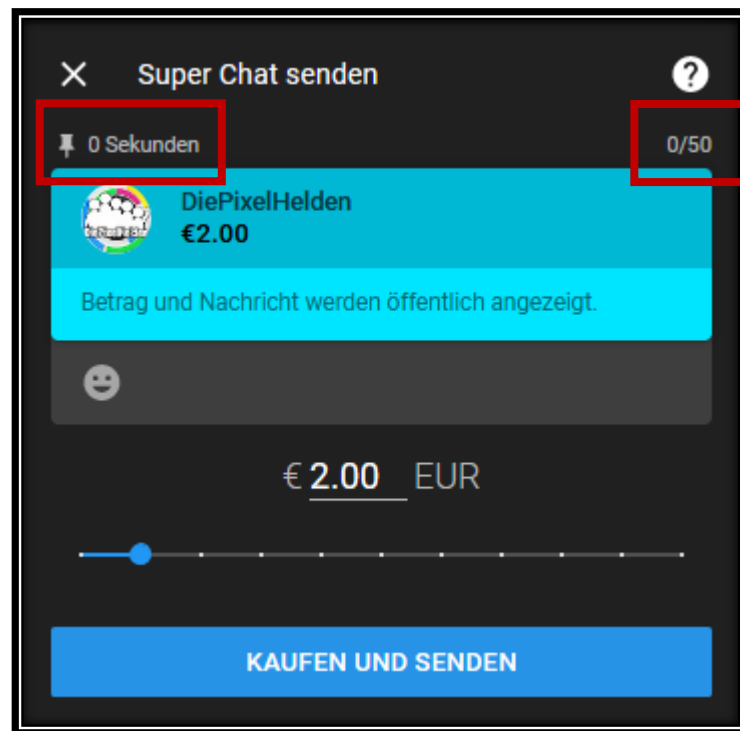 Super Chat senden
?
0 Sekunden
0/50
DiePixelHelden
€2.00
Betrag und Nachricht werden öffentlich angezeigt.
€ 2.00 EUR
KAUFEN UND SENDEN